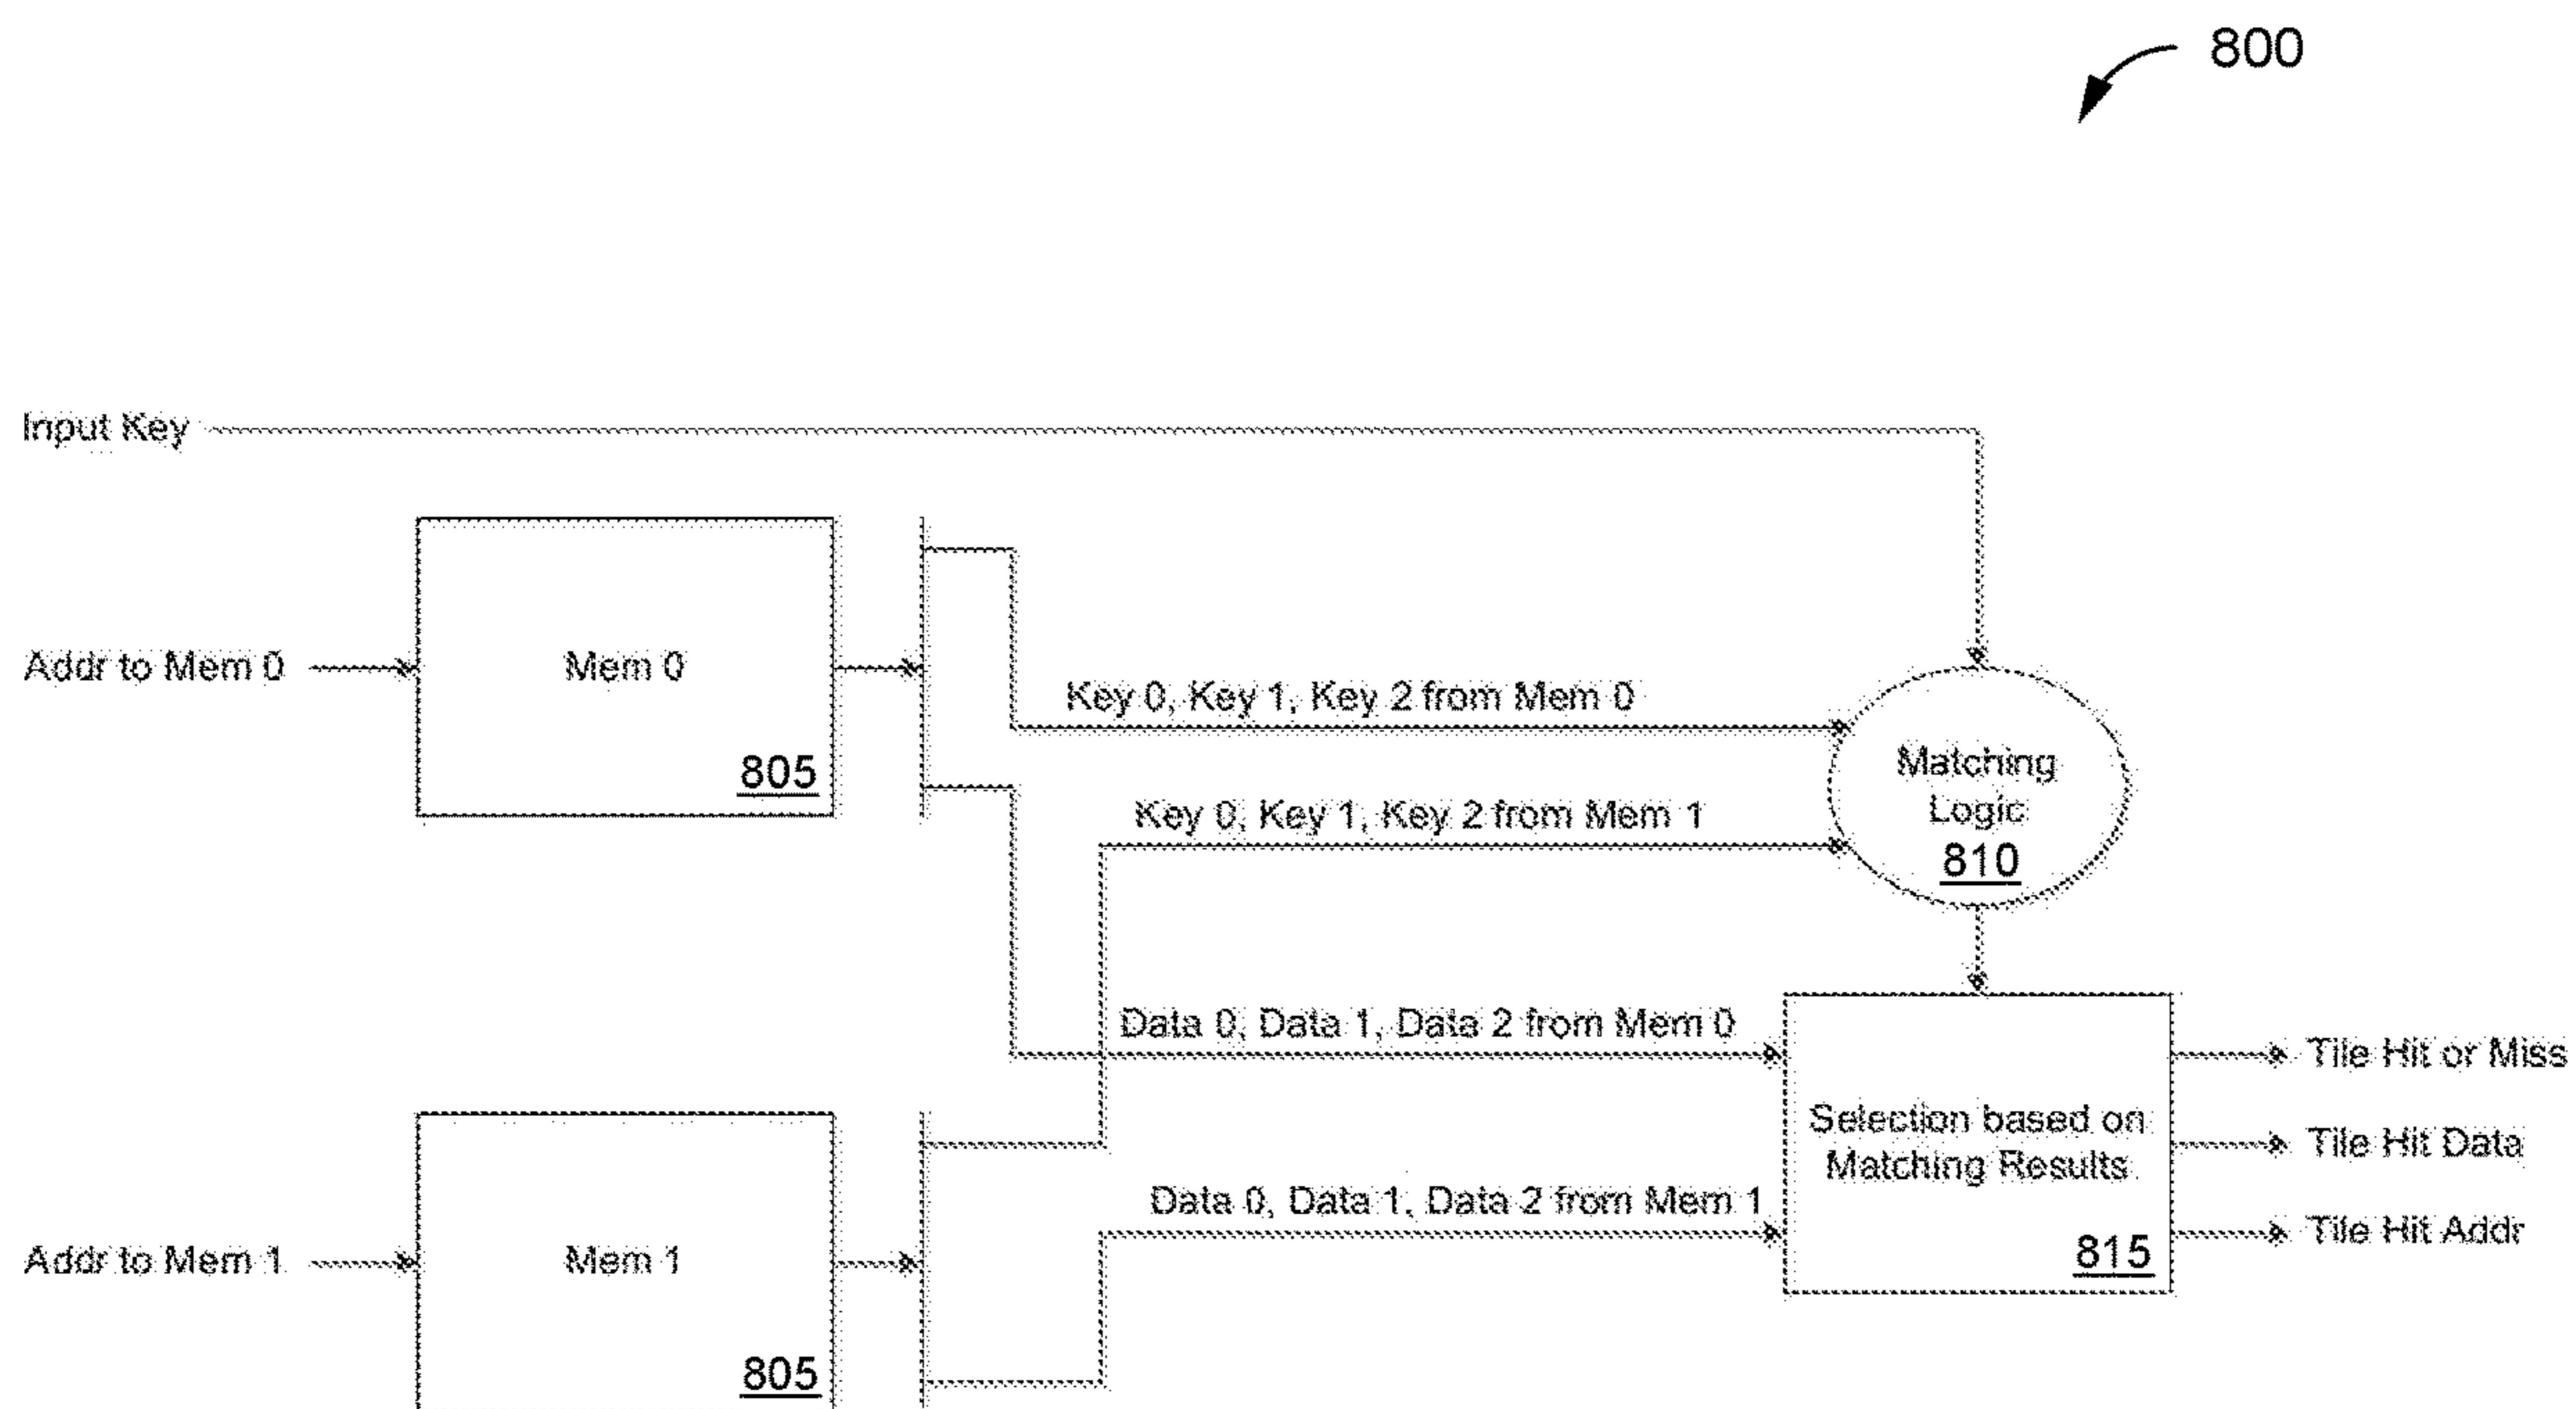 800
Input Key
Addr to Mem 0
Mem 0
805
Key 0, Key 1, Key 2 from Mem 0
Key 0, Key 1, Key 2 from Mem 1
Matching
Logic
810
Data 0, Data 1, Data 2 from Mem 0
Data 0, Data 1, Data 2 from Mem 1
Addr to Mem 1
Mem 1
805
Selection based on
Matching Results
815
Tile Hit or Miss
Tile Hit Data
Tile Hit Addr